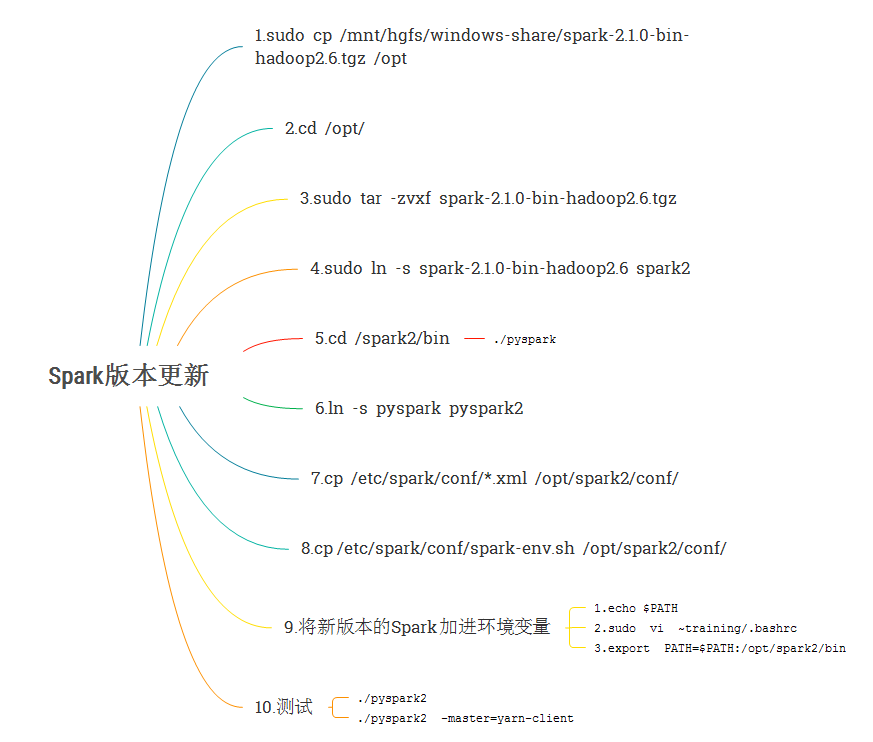 1.sudo cp /mnt/hgfs/windows-share/spark-2.1.0-bin-
hadoop2.6.tgz /opt
2.cd /opt/
3.sudo tar -zvxf spark-2.1.0-bin-hadoop2.6.tgz
4.sudo ln -s spark-2.1.0-bin-hadoop2.6 spark2
5.cd /spark2/bin
./pyspark
Spark版本更新
6.ln -s pyspark pyspark2
7.cp /etc/spark/conf/*.xml /opt/spark2/conf/
8.cp /etc/spark/conf/spark-env.sh /opt/spark2/conf/
9.将新版本的Spark加进环境变量
1.echo $PATH
2.sudo vi ~training/.bashrc
3.export PATH=$PATH:/opt/spark2/bin
10.测试
./pyspark2
./pyspark2 -master=yarn-client